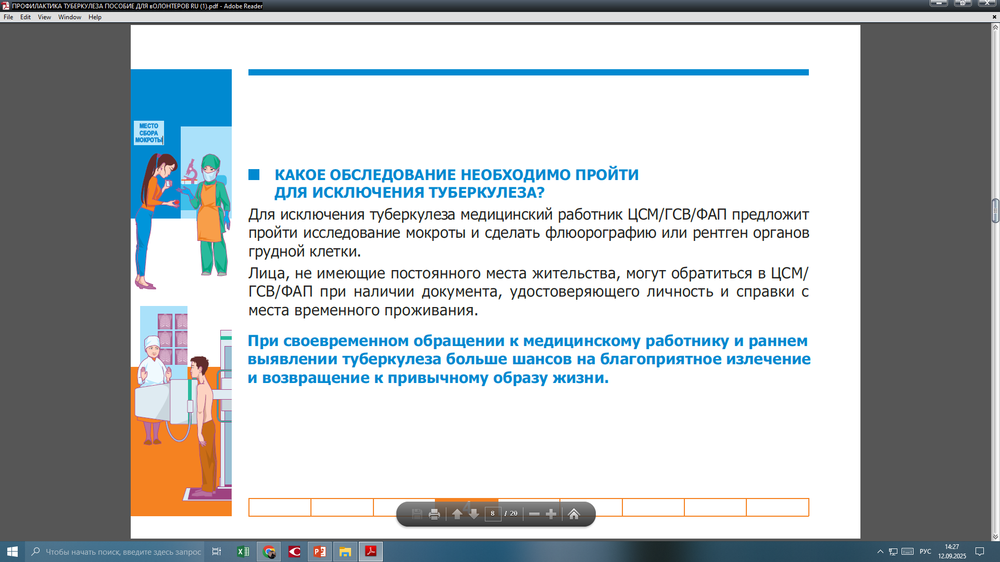 ПРОФИЛАКТИКА ТУБЕРКУЛЕЗА ПОСОБИЕ ДЛЯ вОЛОНТЕРОВ RU (1).pdf - Adobe Reader
File Edit View Window Help
МЕСТО
СБОРА
МОКРОТЫ
КАКОЕ ОБСЛЕДОВАНИЕ НЕОБХОДИМО ПРОЙТИ
ДЛЯ ИСКЛЮЧЕНИЯ ТУБЕРКУЛЕЗА?
Для исключения туберкулеза медицинский работник ЦСМ/ГСВ/ФАП предложит
пройти исследование мокроты и сделать флюорографию или рентген органов
грудной клетки.
Лица, не имеющие постоянного места жительства, могут обратиться в ЦСМ/
ГСВ/ФАП при наличии документа, удостоверяющего личность и справки с
места временного проживания.
При своевременном обращении к медицинскому работнику и раннем
выявлении туберкулеза больше шансов на благоприятное излечение
и возвращение к привычному образу жизни.
4
8 / 20
Чтобы начать поиск, введите здесь запрос
РУС
14:27
12.09.2025